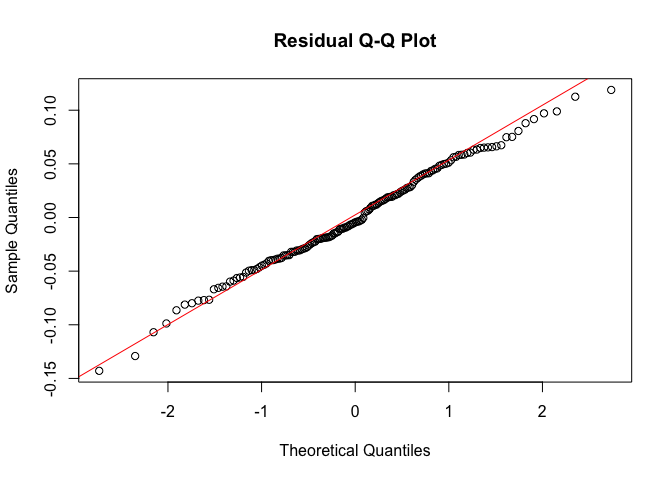 Residual Q-Q Plot
Sample Quantiles
0.10
0.05
0.00
-0.05
-0.10
-0.15
-2 -1 0 1 2
Theoretical Quantiles